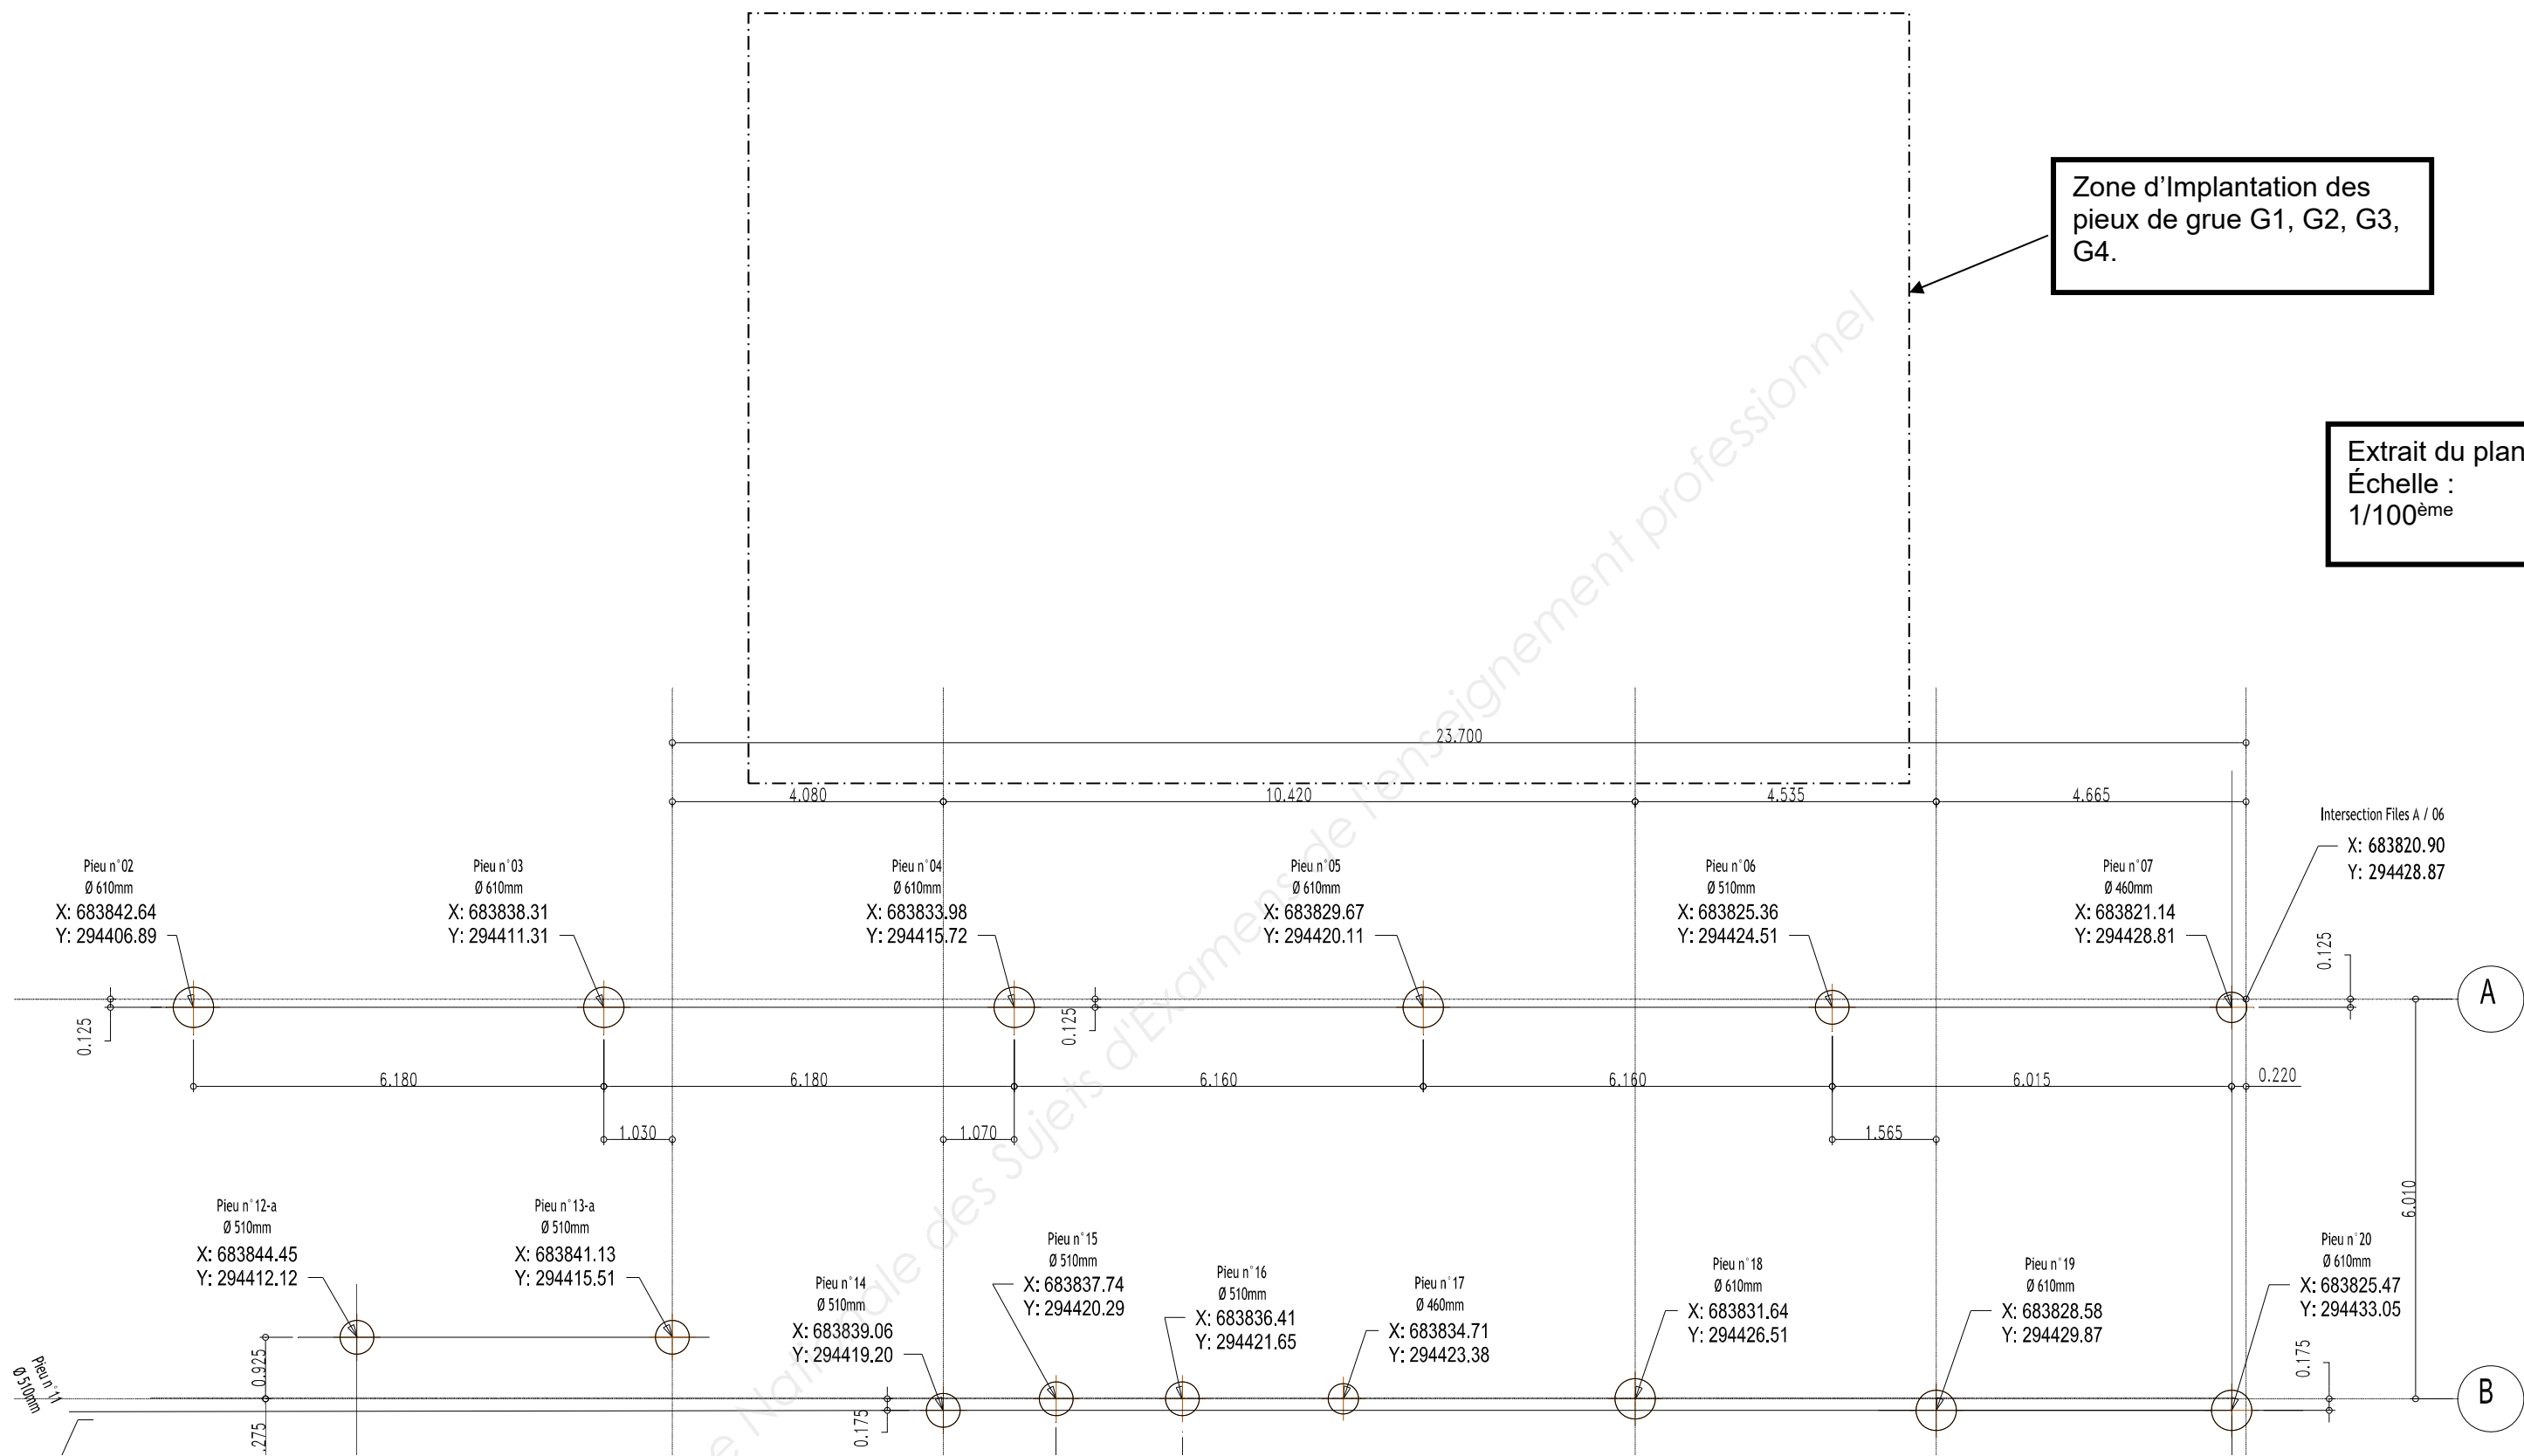 Zone d'Implantation des
pieux de grue G1, G2, G3,
G4.
Extrait du plan
Échelle :
1/100ème
23.700
4.080
10.420
4.535
4.665
Intersection Files A / 06
X: 683820.90
Y: 294428.87
Pieu n°02
Ø 610mm
X: 683842.64
Y: 294406.89
Pieu n°03
Ø 610mm
X: 683838.31
Y: 294411.31
Pieu n°04
Ø 610mm
X: 683833.98
Y: 294415.72
Pieu n°05
Ø 610mm
X: 683829.67
Y: 294420.11
Pieu n°06
Ø 510mm
X: 683825.36
Y: 294424.51
Pieu n°07
Ø 460mm
X: 683821.14
Y: 294428.81
0.125
A
0.125
0.125
6.180
6.180
6.160
6.160
6.015
0.220
1.030
1.070
1.565
6.010
Pieu n°12-a
Ø 510mm
X: 683844.45
Y: 294412.12
Pieu n°13-a
Ø 510mm
X: 683841.13
Y: 294415.51
Pieu n°14
Ø 510mm
X: 683839.06
Y: 294419.20
Pieu n°15
Ø 510mm
X: 683837.74
Y: 294420.29
Pieu n°16
Ø 510mm
X: 683836.41
Y: 294421.65
Pieu n°17
Ø 460mm
X: 683834.71
Y: 294423.38
Pieu n°18
Ø 610mm
X: 683831.64
Y: 294426.51
Pieu n°19
Ø 610mm
X: 683828.58
Y: 294429.87
Pieu n°20
Ø 610mm
X: 683825.47
Y: 294433.05
0.925
0.175
0.175
B
Pieu n°11
Ø 510mm
.275
e Nationale des Sujets d'Examens de l'enseignement professionnel